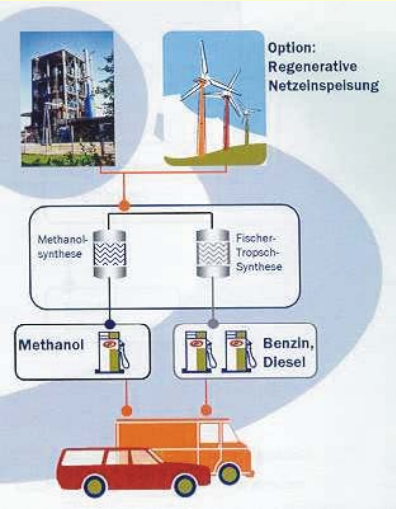 Option:
Regenerative
Netzeinspeisung
Methanol-
synthese
Fischer-
Tropsch-
Synthese
Methanol
Benzin,
Diesel